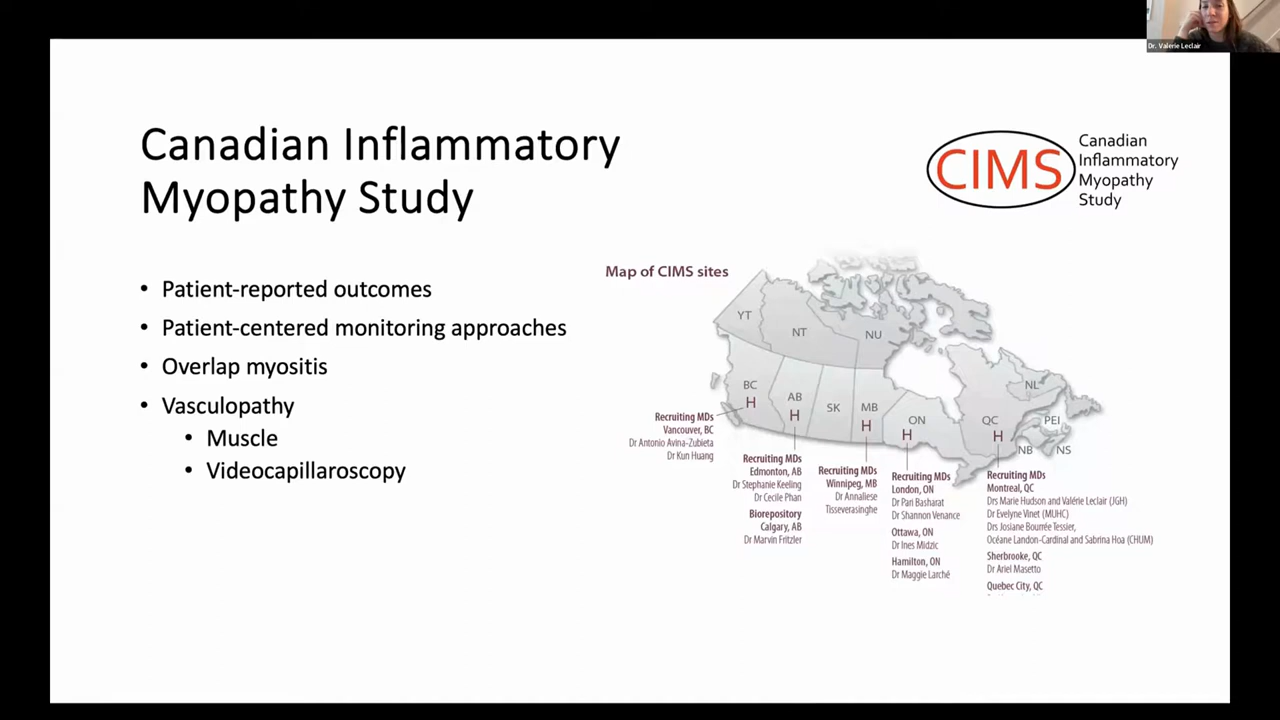 Dr. Valérie Leclair
Canadian Inflammatory
Myopathy Study
CIMS
Canadian
Inflammatory
Myopathy
Study
• Patient-reported outcomes
• Patient-centered monitoring approaches
• Overlap myositis
• Vasculopathy
• Muscle
• Videocapillaroscopy
Map of CIMS sites
YT
NT
NU
BC
H
AB
H
SK
MB
H
ON
H
QC
H
NL
PEI
NB
NS
Recruiting MDs
Vancouver, BC
Dr Antonio Avina-Zubieta
Dr Kun Huang
Recruiting MDs
Edmonton, AB
Dr Stephanie Keeling
Dr Cecile Phan
Biorepository
Calgary, AB
Dr Marvin Fritzler
Recruiting MDs
Winnipeg, MB
Dr Annaliese
Tisseverasinghe
Recruiting MDs
London, ON
Dr Pari Basharat
Dr Shannon Venance
Ottawa, ON
Dr Ines Midzic
Hamilton, ON
Dr Maggie Larché
Recruiting MDs
Montreal, QC
Drs Marie Hudson and Valérie Leclair (JGH)
Dr Evelyne Vinet (MUHC)
Drs Josiane Bourrée Tessier,
Océane Landon-Cardinal and Sabrina Hoa (CHUM)
Sherbrooke, QC
Dr Ariel Masetto
Quebec City, QC